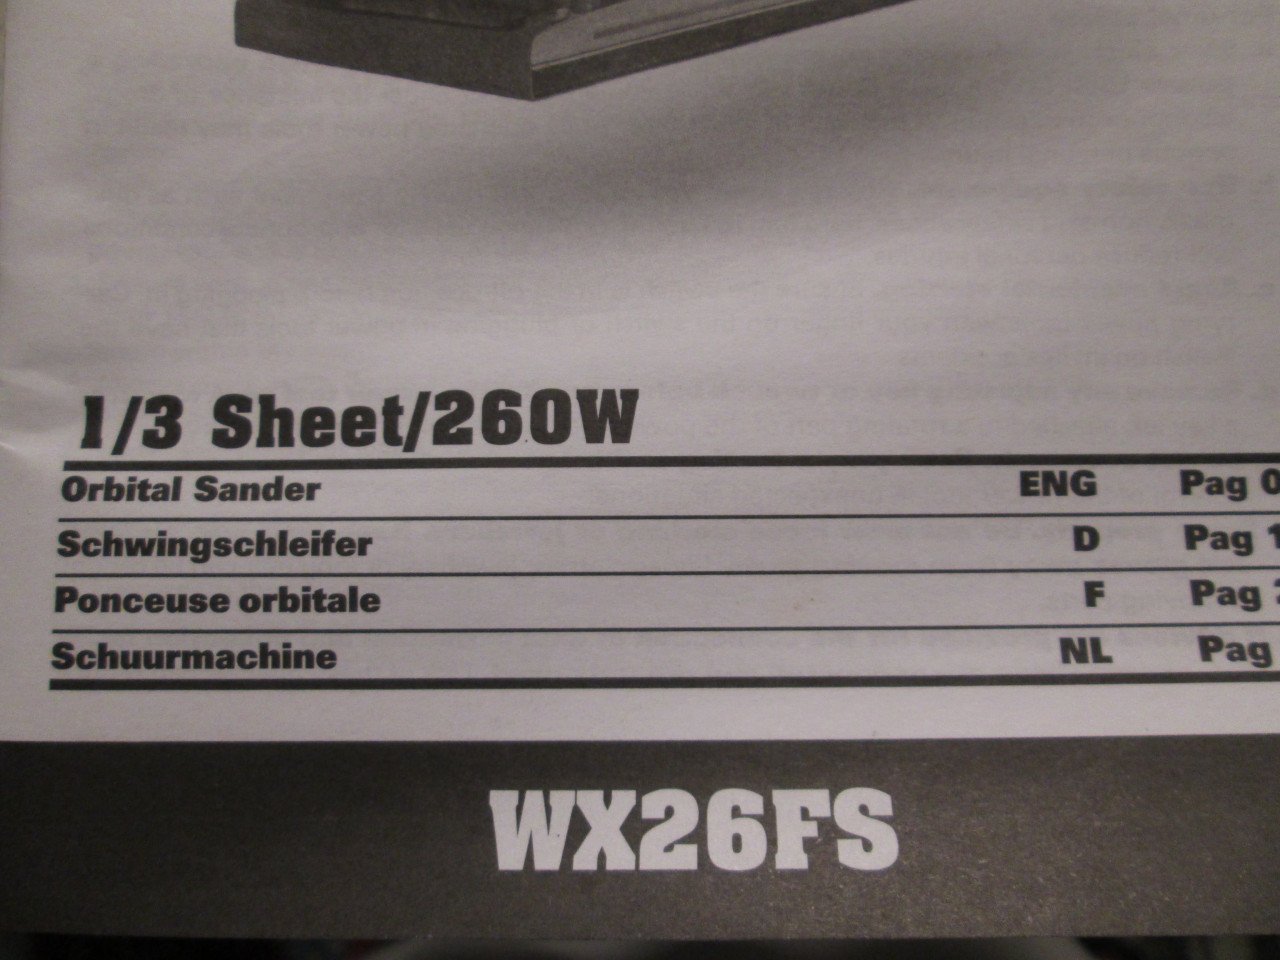 1/3 Sheet/260W
Orbital Sander ENG Pag
Schwingschleifer D Pag
Ponceuse orbitale F Pag
Schuurmachine NL Pag
WX26FS